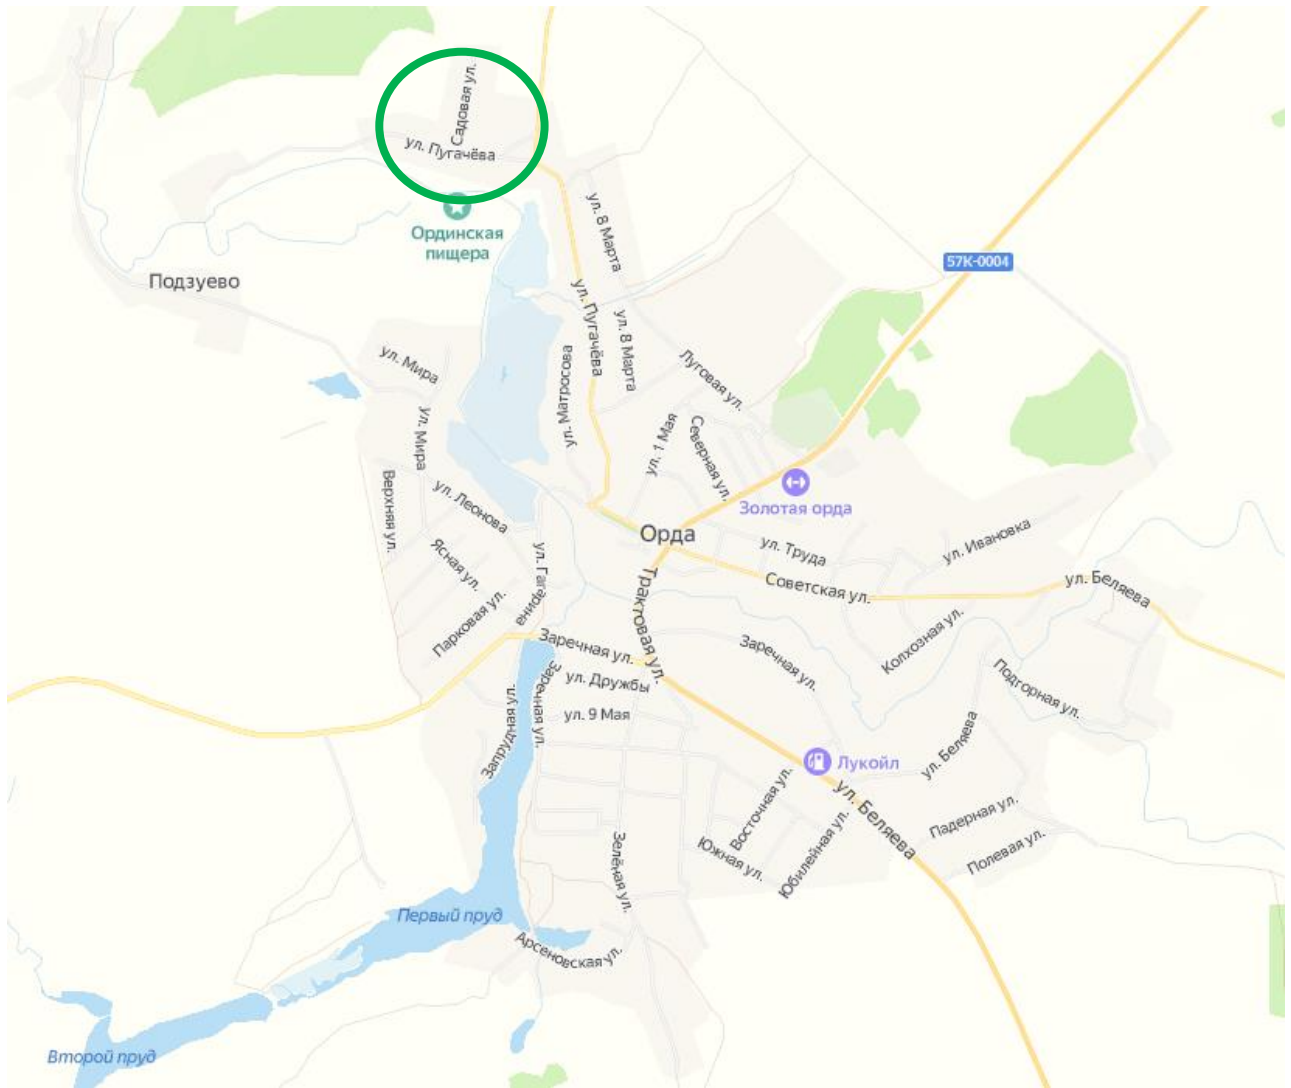 Садовая ул.
ул. Пугачёва
Ординская
пищера
ул. 8 Марта
57К-0004
Подзуево
ул. Пугачёва
ул. 8 Марта
ул. Мира
ул. Матросова
Луговая ул.
ул. Мира
ул. 1 Мая
Северная ул.
Верхняя ул.
ул. Леонова
Золотая орда
Орда
ул. Труда
ул. Ивановка
Ясная ул.
ул. Гагарина
Трактовая ул.
Советская ул.
ул. Беляева
Парковая ул.
Заречная ул.
Заречная ул.
Колхозная ул.
ул. Дружбы
Заречная ул.
Подгорная ул.
ул. 9 Мая
Запрудная ул.
ул. Беляева
Лукойл
Восточная ул.
ул. Беляева
Падерная ул.
Южная ул.
Юбилейная ул.
Полевая ул.
Зелёная ул.
Первый пруд
Арсеновская ул.
Второй пруд